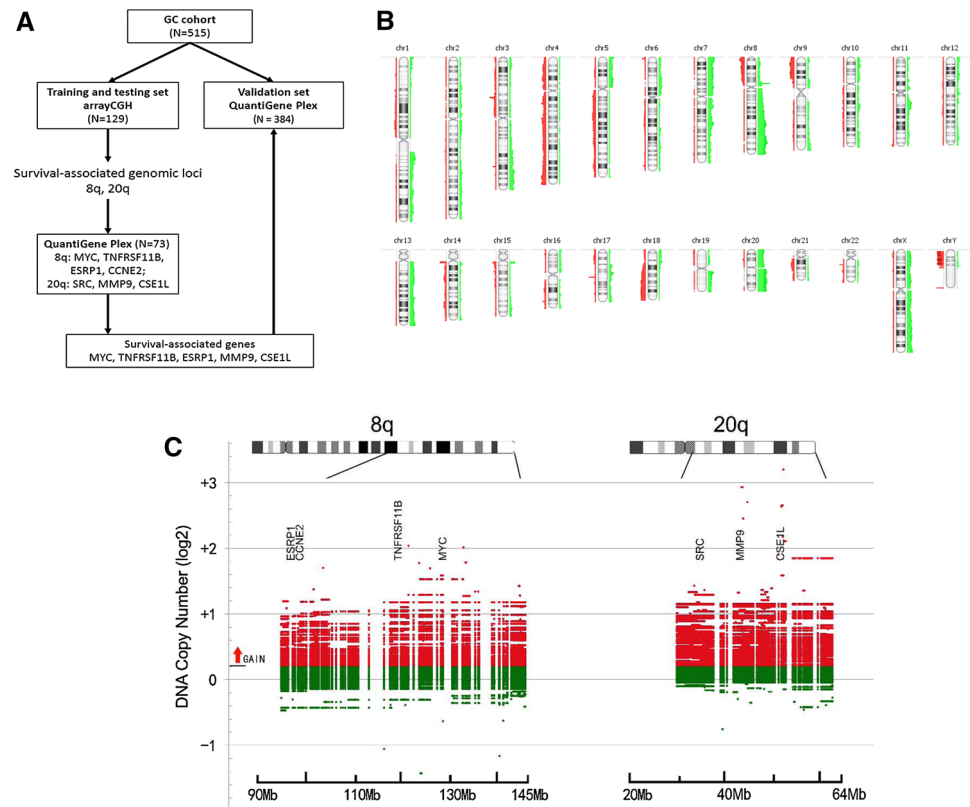 A
GC cohort
(N=515)
Training and testing set
arrayCGH
(N=129)
Validation set
QuantiGene Plex
(N = 384)
Survival-associated genomic loci
8q, 20q
QuantiGene Plex (N=73)
8q: MYC, TNFRSF11B,
ESRP1, CCNE2;
20q: SRC, MMP9, CSE1L
Survival-associated genes
MYC, TNFRSF11B, ESRP1, MMP9, CSE1L
B
chr1 chr2 chr3 chr4 chr5 chr6 chr7 chr8 chr9 chr10 chr11 chr12
chr13 chr14 chr15 chr16 chr17 chr18 chr19 chr20 chr21 chr22 chrX chrY
C
8q 20q
DNA Copy Number (log2)
+3
+2
+1
0
−1
GAIN
ESRP1
CCNE2
TNFRSF11B
MYC
SRC
MMP9
CSE1L
90Mb 110Mb 130Mb 145Mb
20Mb 40Mb 64Mb